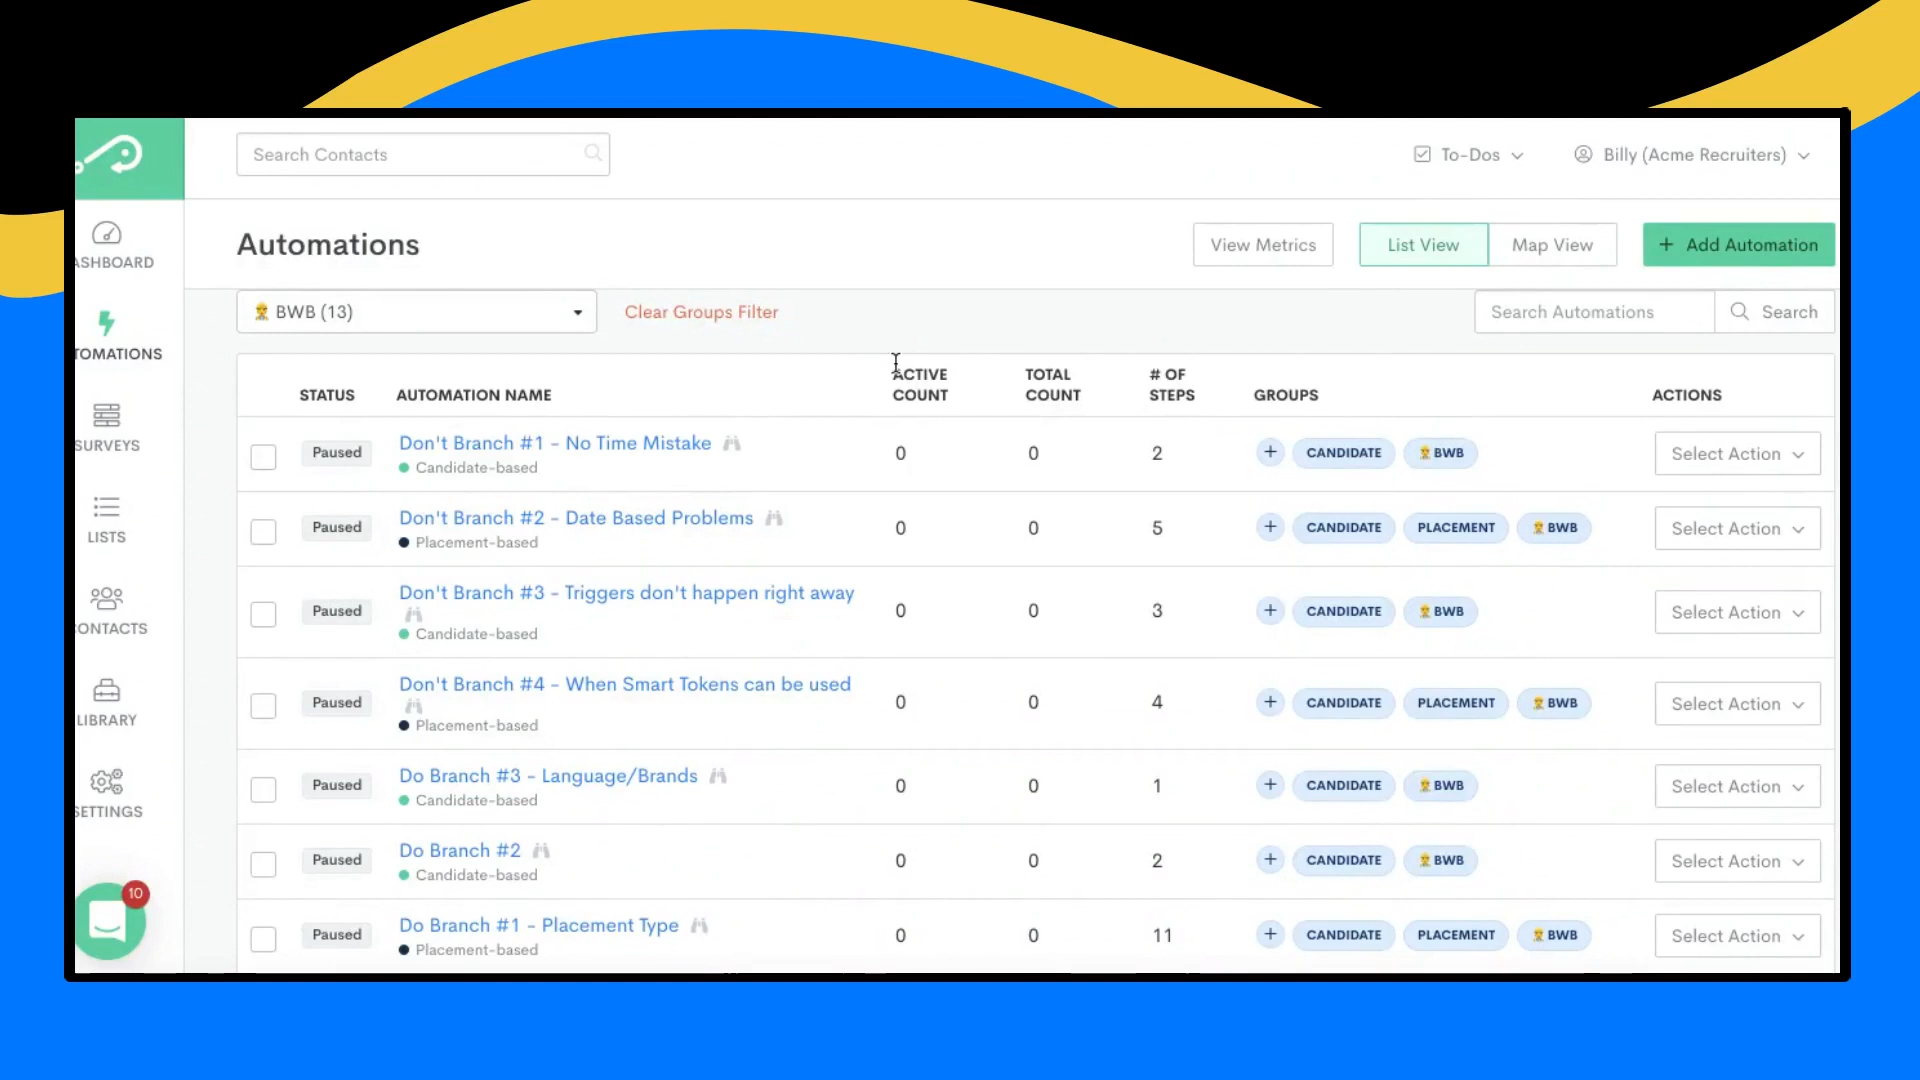 Search Contacts
To-Dos
Billy (Acme Recruiters)
ASHBOARD
TOMATIONS
SURVEYS
LISTS
CONTACTS
LIBRARY
SETTINGS
10
Automations
View Metrics
List View
Map View
+ Add Automation
BWB (13)
Clear Groups Filter
Search Automations
Search
STATUS
AUTOMATION NAME
ACTIVE COUNT
TOTAL COUNT
# OF STEPS
GROUPS
ACTIONS
Paused
Don't Branch #1 - No Time Mistake
Candidate-based
0 0 2 + CANDIDATE BWB Select Action
Paused
Don't Branch #2 - Date Based Problems
Placement-based
0 0 5 + CANDIDATE PLACEMENT BWB Select Action
Paused
Don't Branch #3 - Triggers don't happen right away
Candidate-based
0 0 3 + CANDIDATE BWB Select Action
Paused
Don't Branch #4 - When Smart Tokens can be used
Placement-based
0 0 4 + CANDIDATE PLACEMENT BWB Select Action
Paused
Do Branch #3 - Language/Brands
Candidate-based
0 0 1 + CANDIDATE BWB Select Action
Paused
Do Branch #2
Candidate-based
0 0 2 + CANDIDATE BWB Select Action
Paused
Do Branch #1 - Placement Type
Placement-based
0 0 11 + CANDIDATE PLACEMENT BWB Select Action